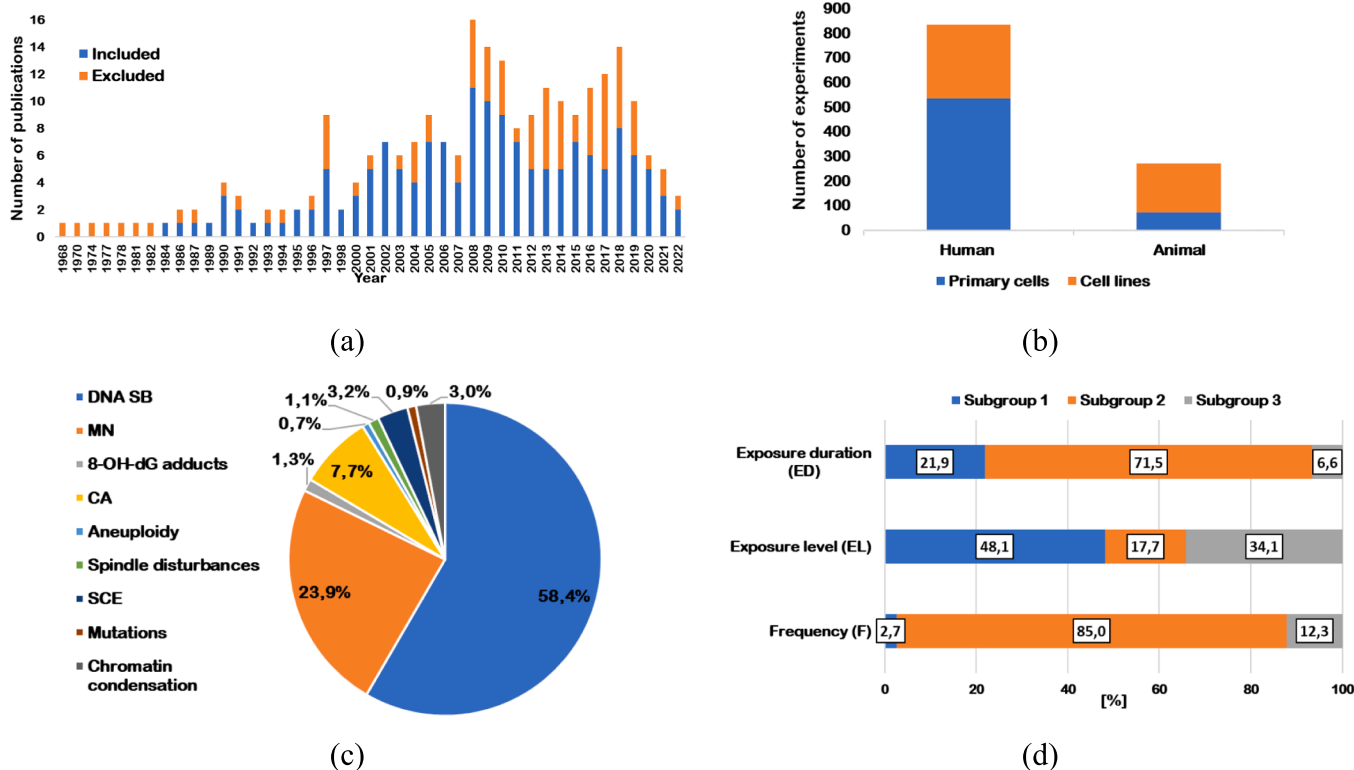 16
14
12
10
8
6
4
2
0
Number of publications
Included
Excluded
1968
1970
1974
1977
1978
1981
1982
1984
1986
1987
1989
1990
1991
1992
1993
1994
1995
1996
1997
1998
2000
2001
2002
2003
2004
2005
2006
2007
2008
2009
2010
2011
2012
2013
2014
2015
2016
2017
2018
2019
2020
2021
2022
Year
(a)
900
800
700
600
500
400
300
200
100
0
Number of experiments
Human Animal
Primary cells Cell lines
(b)
DNA SB
MN
8-OH-dG adducts
CA
Aneuploidy
Spindle disturbances
SCE
Mutations
Chromatin
condensation
3,2% 0,9% 3,0%
1,1%
0,7%
1,3%
7,7%
23,9%
58,4%
(c)
Subgroup 1 Subgroup 2 Subgroup 3
Exposure duration
(ED)
21,9 71,5 6,6
Exposure level (EL)
48,1 17,7 34,1
Frequency (F)
2,7 85,0 12,3
0 20 40 60 80 100
[%]
(d)